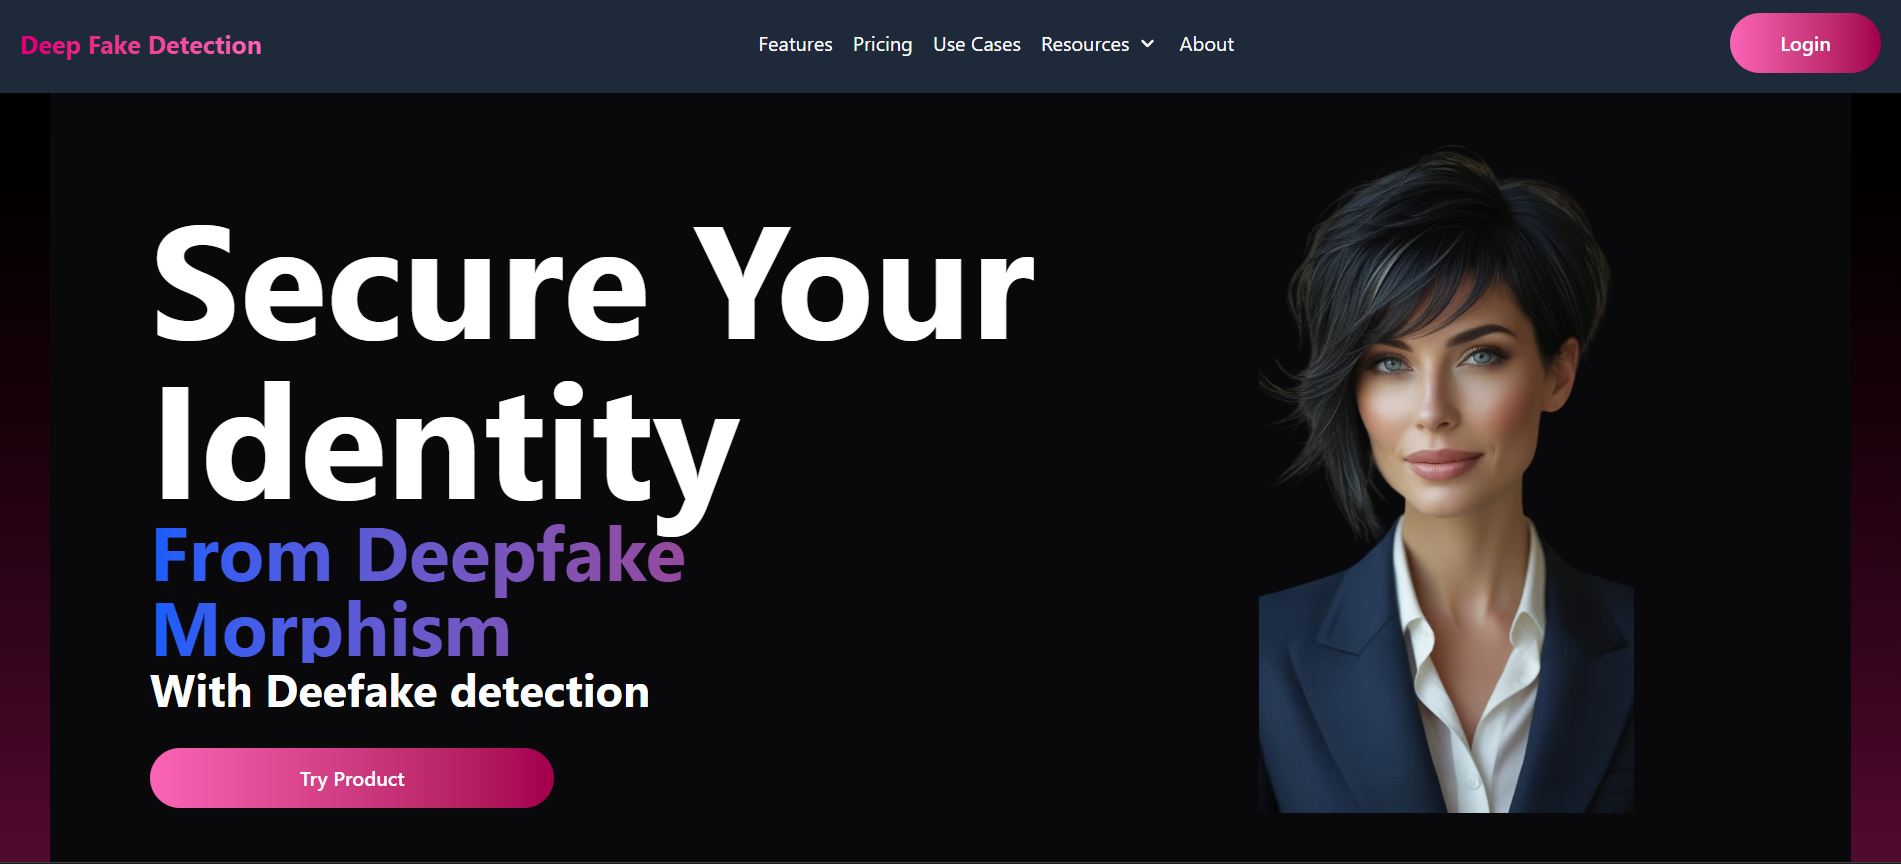 Deep Fake Detection
Features Pricing Use Cases Resources About
Login
Secure Your
Identity
From Deepfake
Morphism
With Deefake detection
Try Product